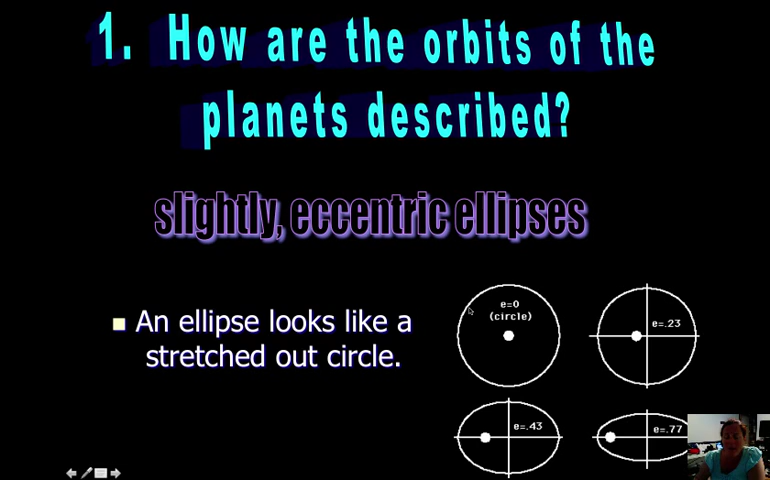 1. How are the orbits of the
planets described?
slightly, eccentric ellipses
An ellipse looks like a
stretched out circle.
e=0
(circle)
e=.23
e=.43
e=.77